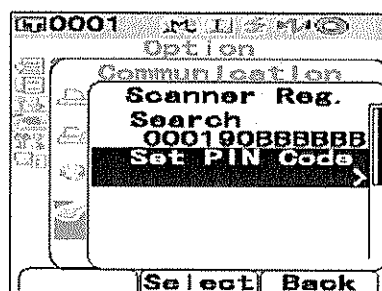 0001
Option
Communication
Scanner Reg.
Search
000190BBBBBB
Set PIN Code
>
Select Back